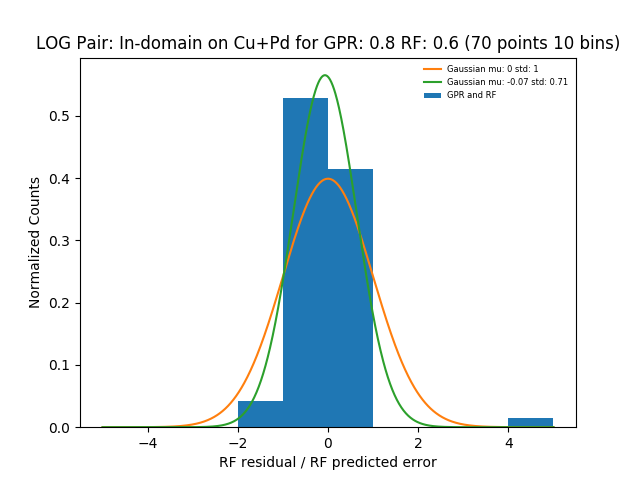 LOG Pair: In-domain on Cu+Pd for GPR: 0.8 RF: 0.6 (70 points 10 bins)
Gaussian mu: 0 std: 1
Gaussian mu: -0.07 std: 0.71
GPR and RF
Normalized Counts
0.5
0.4
0.3
0.2
0.1
0.0
−4 −2 0 2 4
RF residual / RF predicted error